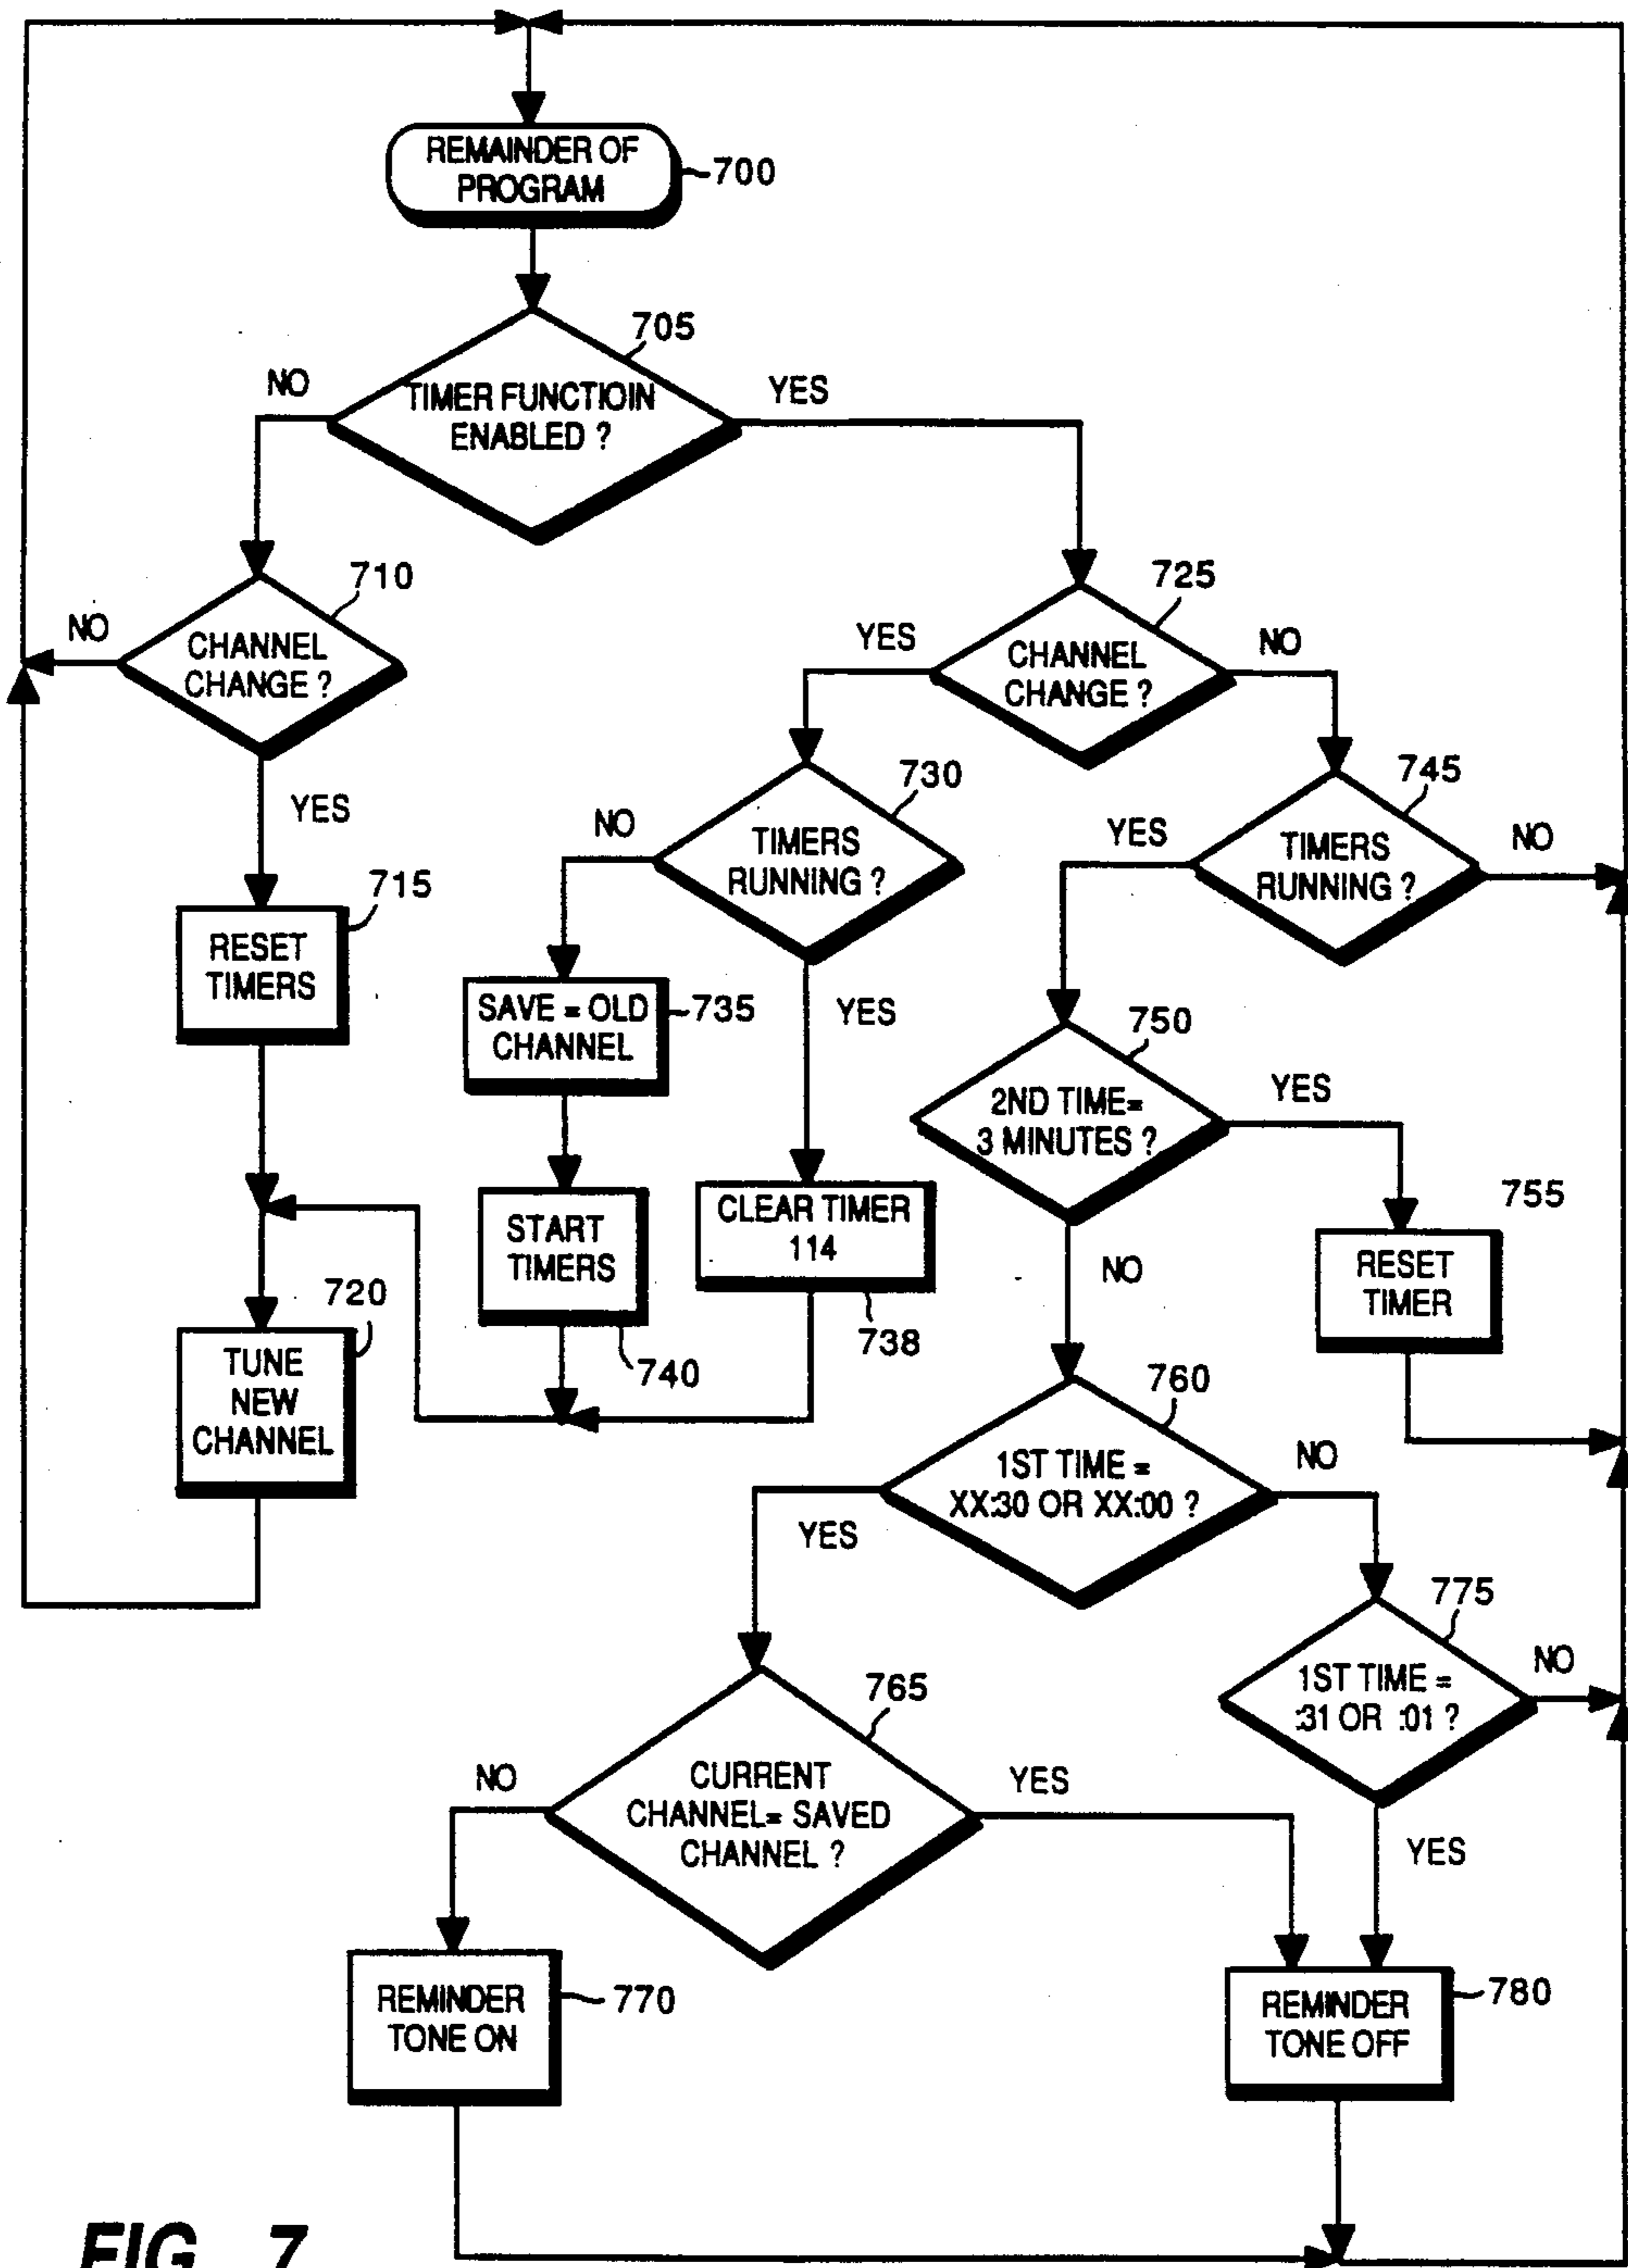 REMAINDER OF
PROGRAM
700
705
NO
YES
TIMER FUNCTIOIN
ENABLED ?
710
NO
CHANNEL
CHANGE ?
YES
725
YES
NO
CHANNEL
CHANGE ?
730
NO
TIMERS
RUNNING ?
YES
745
YES
NO
TIMERS
RUNNING ?
715
RESET
TIMERS
SAVE = OLD
CHANNEL
735
750
2ND TIME=
3 MINUTES ?
YES
NO
START
TIMERS
740
CLEAR TIMER
114
738
755
RESET
TIMER
720
TUNE
NEW
CHANNEL
760
1ST TIME =
XX:30 OR XX:00 ?
YES
NO
775
1ST TIME =
:31 OR :01 ?
NO
YES
765
NO
YES
CURRENT
CHANNEL= SAVED
CHANNEL ?
REMINDER
TONE ON
770
REMINDER
TONE OFF
780
FIG 7